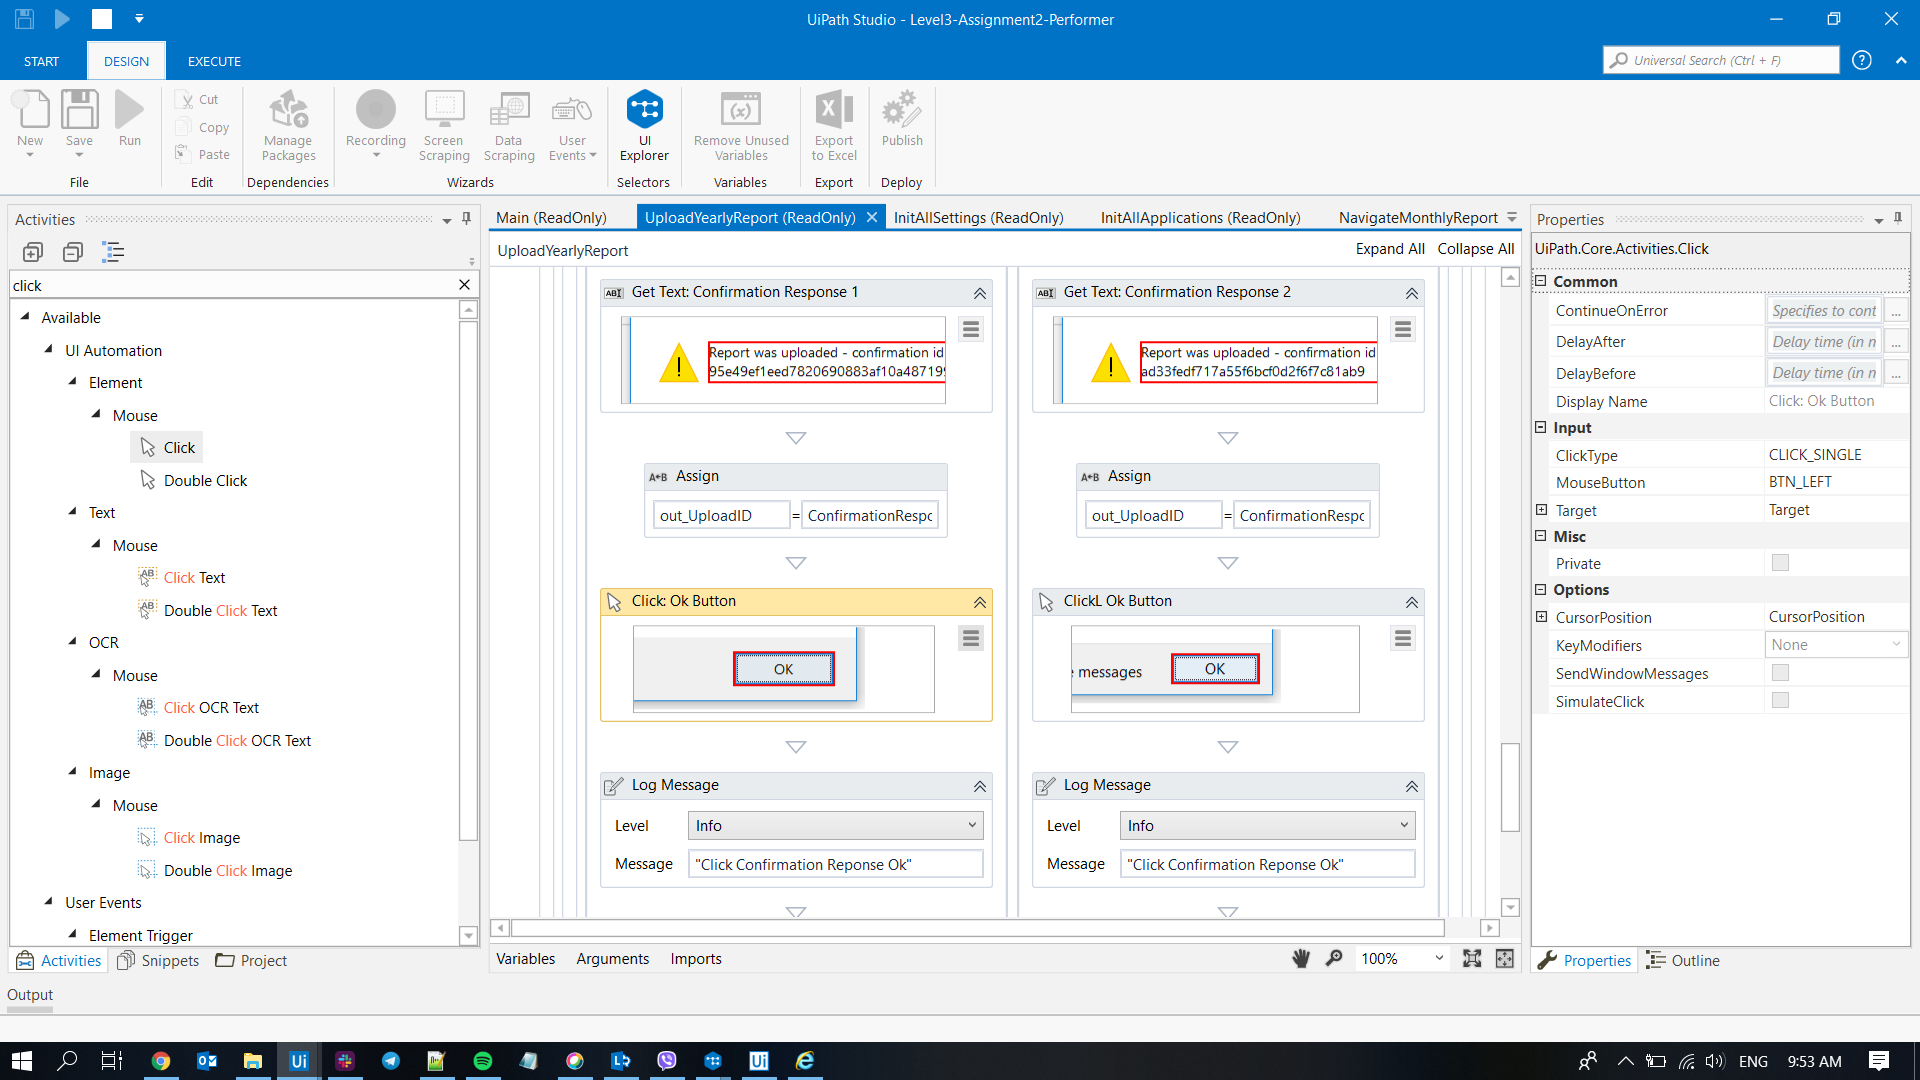 UiPath Studio - Level3-Assignment2-Performer
START
DESIGN
EXECUTE
Universal Search (Ctrl + F)
?
New
Save
Run
File
Cut
Copy
Paste
Edit
Manage
Packages
Dependencies
Recording
Screen
Scraping
Data
Scraping
User
Events
Wizards
UI
Explorer
Selectors
Remove Unused
Variables
Variables
Export
to Excel
Export
Publish
Deploy
Activities
click
Available
UI Automation
Element
Mouse
Click
Double Click
Text
Mouse
Click Text
Double Click Text
OCR
Mouse
Click OCR Text
Double Click OCR Text
Image
Mouse
Click Image
Double Click Image
User Events
Element Trigger
Activities
Snippets
Project
Main (ReadOnly)
UploadYearlyReport (ReadOnly)
InitAllSettings (ReadOnly)
InitAllApplications (ReadOnly)
NavigateMonthlyReport
UploadYearlyReport
Expand All
Collapse All
Get Text: Confirmation Response 1
Report was uploaded - confirmation id
95e49ef1eed7820690883af10a48719
A+B Assign
out_UploadID = ConfirmationRespo
Click: Ok Button
OK
Log Message
Level Info
Message "Click Confirmation Reponse Ok"
Get Text: Confirmation Response 2
Report was uploaded - confirmation id
ad33fedf717a55f6bcf0d2f6f7c81ab9
A+B Assign
out_UploadID = ConfirmationRespo
ClickL Ok Button
e messages OK
Log Message
Level Info
Message "Click Confirmation Reponse Ok"
Variables
Arguments
Imports
100%
Properties
UiPath.Core.Activities.Click
Common
ContinueOnError Specifies to cont ...
DelayAfter Delay time (in n ...
DelayBefore Delay time (in n ...
Display Name Click: Ok Button
Input
ClickType CLICK_SINGLE
MouseButton BTN_LEFT
Target Target
Misc
Private
Options
CursorPosition CursorPosition
KeyModifiers None
SendWindowMessages
SimulateClick
Properties
Outline
Output
ENG
9:53 AM